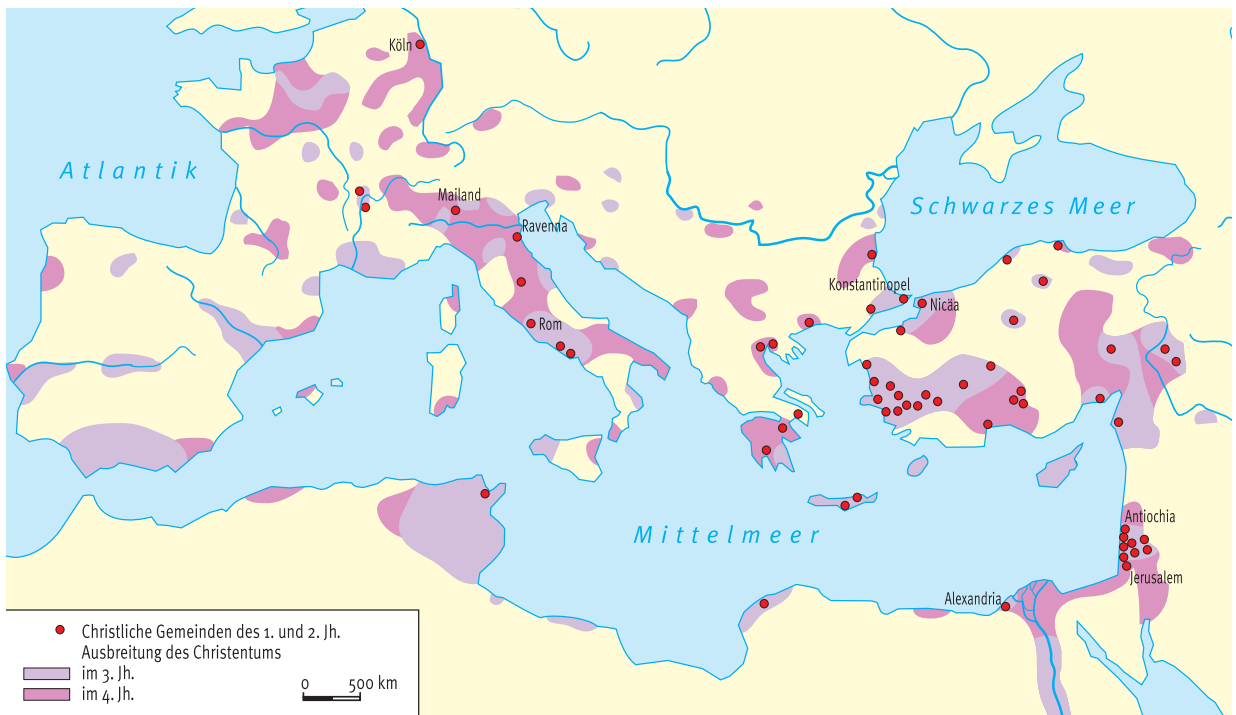 Köln
Atlantik
Mailand
Schwarzes Meer
Ravenna
Konstantinopel
Nicäa
Rom
Antiochia
Mittelmeer
Jerusalem
Alexandria
Christliche Gemeinden des 1. und 2. Jh.
Ausbreitung des Christentums
im 3. Jh.
im 4. Jh.
0 500 km